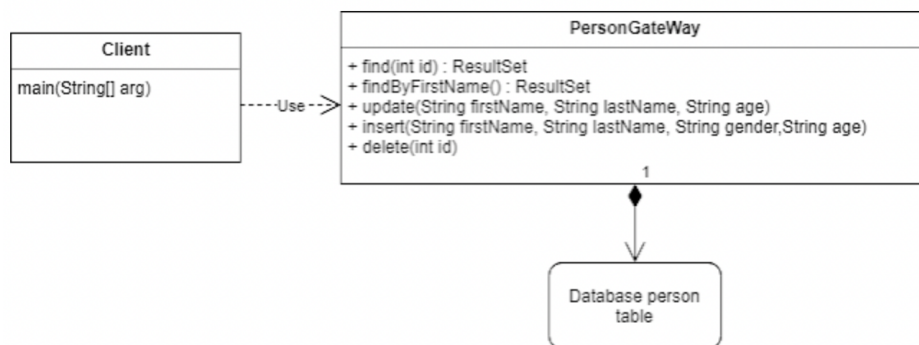 Client
main(String[] arg)
Use
PersonGateWay
+ find(int id) : ResultSet
+ findByFirstName() : ResultSet
+ update(String firstName, String lastName, String age)
+ insert(String firstName, String lastName, String gender,String age)
+ delete(int id)
1
Database person
table